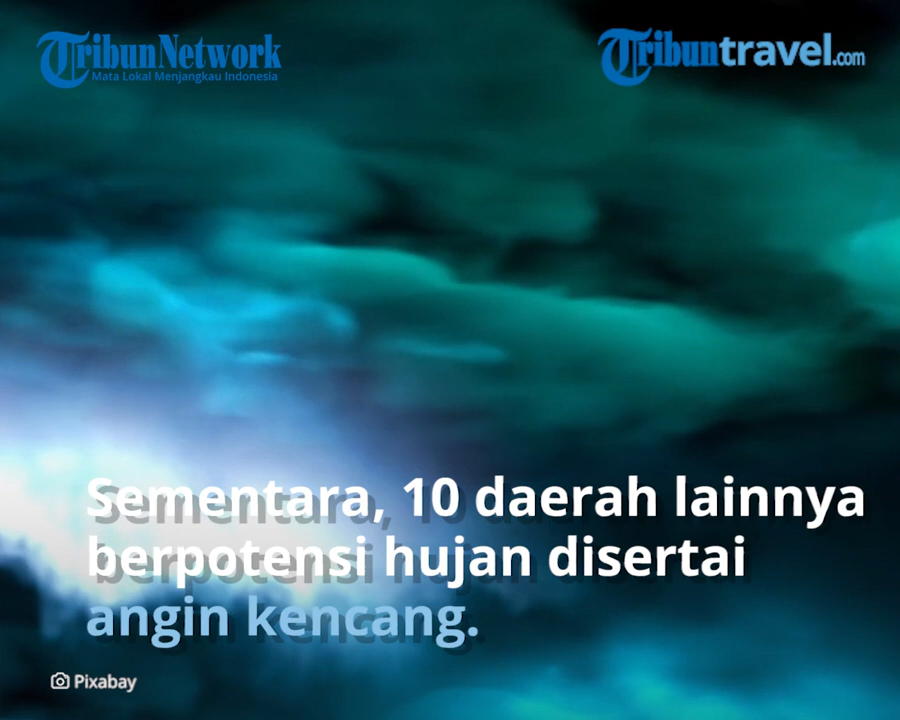 TribunNetwork
Mata Lokal Menjangkau Indonesia
Tribuntravel.com
Sementara, 10 daerah lainnya
berpotensi hujan disertai
angin kencang.
Pixabay